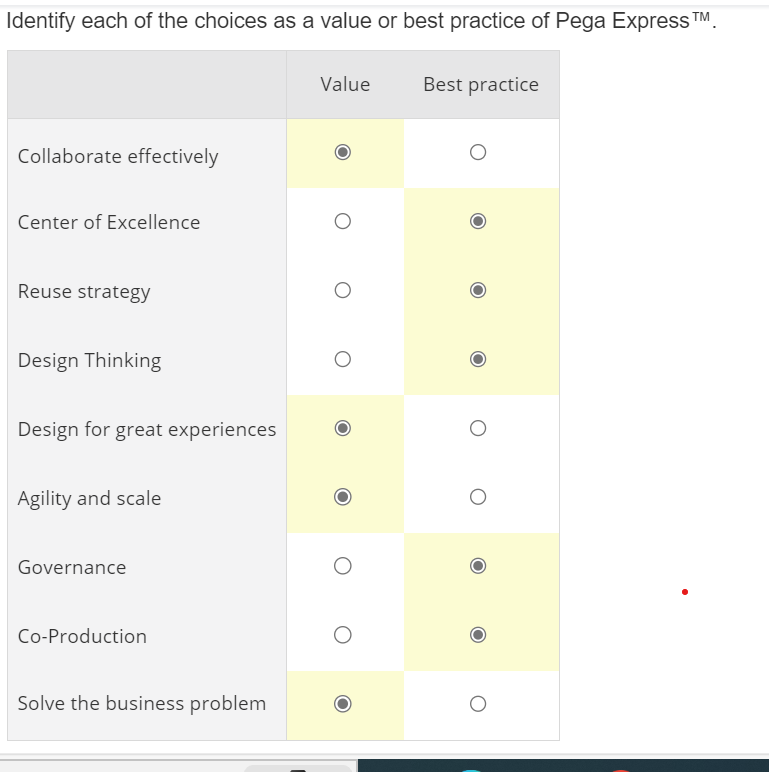 Identify each of the choices as a value or best practice of Pega Express™.
Value Best practice
Collaborate effectively
Center of Excellence
Reuse strategy
Design Thinking
Design for great experiences
Agility and scale
Governance
Co-Production
Solve the business problem